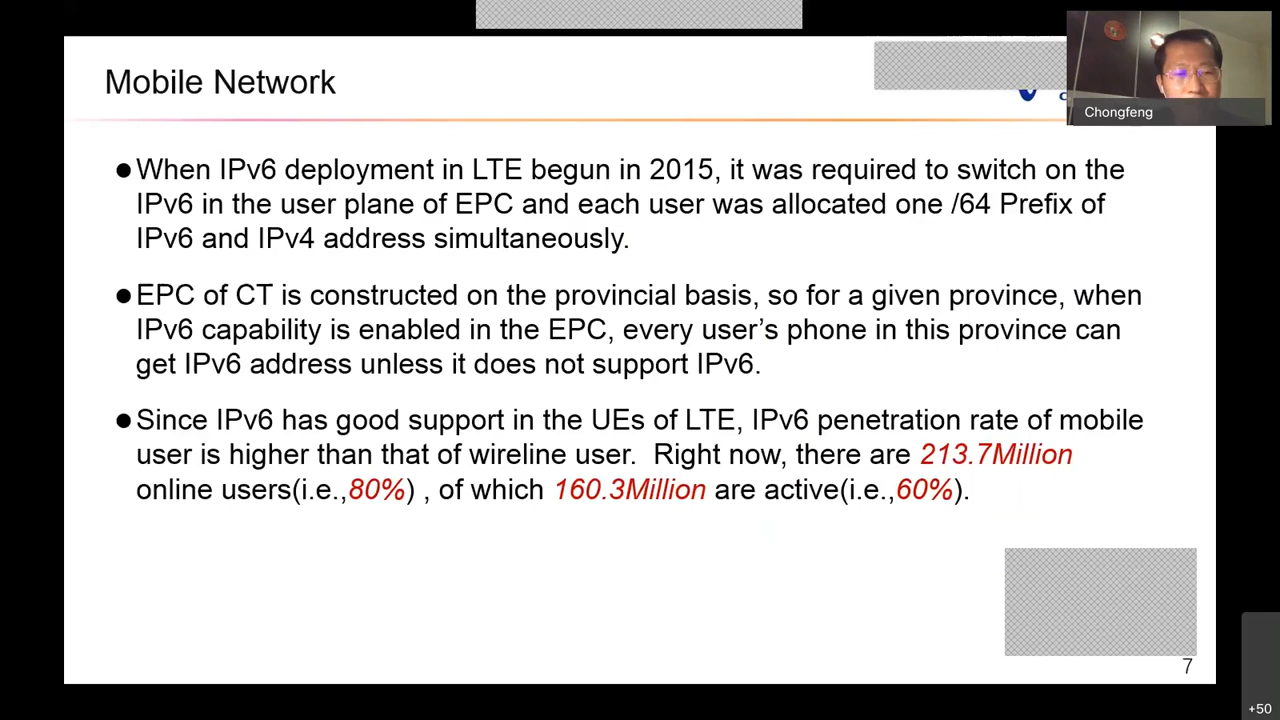 Mobile Network
Chongfeng
●When IPv6 deployment in LTE begun in 2015, it was required to switch on the
IPv6 in the user plane of EPC and each user was allocated one /64 Prefix of
IPv6 and IPv4 address simultaneously.
●EPC of CT is constructed on the provincial basis, so for a given province, when
IPv6 capability is enabled in the EPC, every user’s phone in this province can
get IPv6 address unless it does not support IPv6.
●Since IPv6 has good support in the UEs of LTE, IPv6 penetration rate of mobile
user is higher than that of wireline user.  Right now, there are 213.7Million
online users(i.e.,80%) , of which 160.3Million are active(i.e.,60%).
7
+50